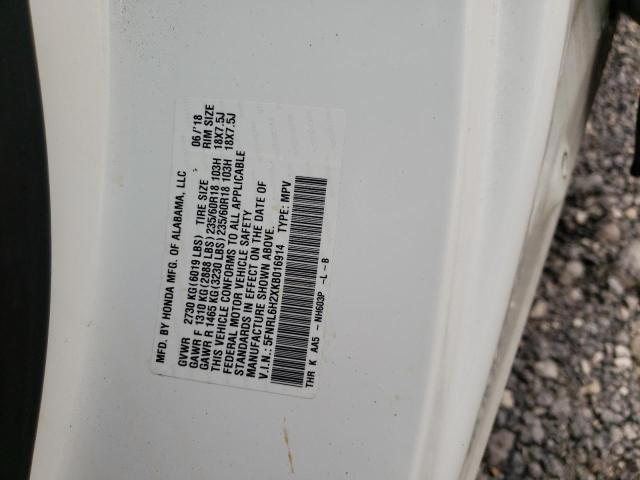 MFD. BY HONDA MFG. OF ALABAMA, LLC 06/'18
GVWR 2730 KG(6019 LBS) TIRE SIZE RIM SIZE
GAWR F 1310 KG(2888 LBS)235/60R18 103H 18X7.5J
GAWR R 1465 KG(3230 LBS)235/60R18 103H 18X7.5J
THIS VEHICLE CONFORMS TO ALL APPLICABLE
FEDERAL MOTOR VEHICLE SAFETY
STANDARDS IN EFFECT ON THE DATE OF
MANUFACTURE SHOWN ABOVE.
V.I.N.: 5FNRL6H2XKB016914 TYPE: MPV
THR K AA5 - NH603P -L-B